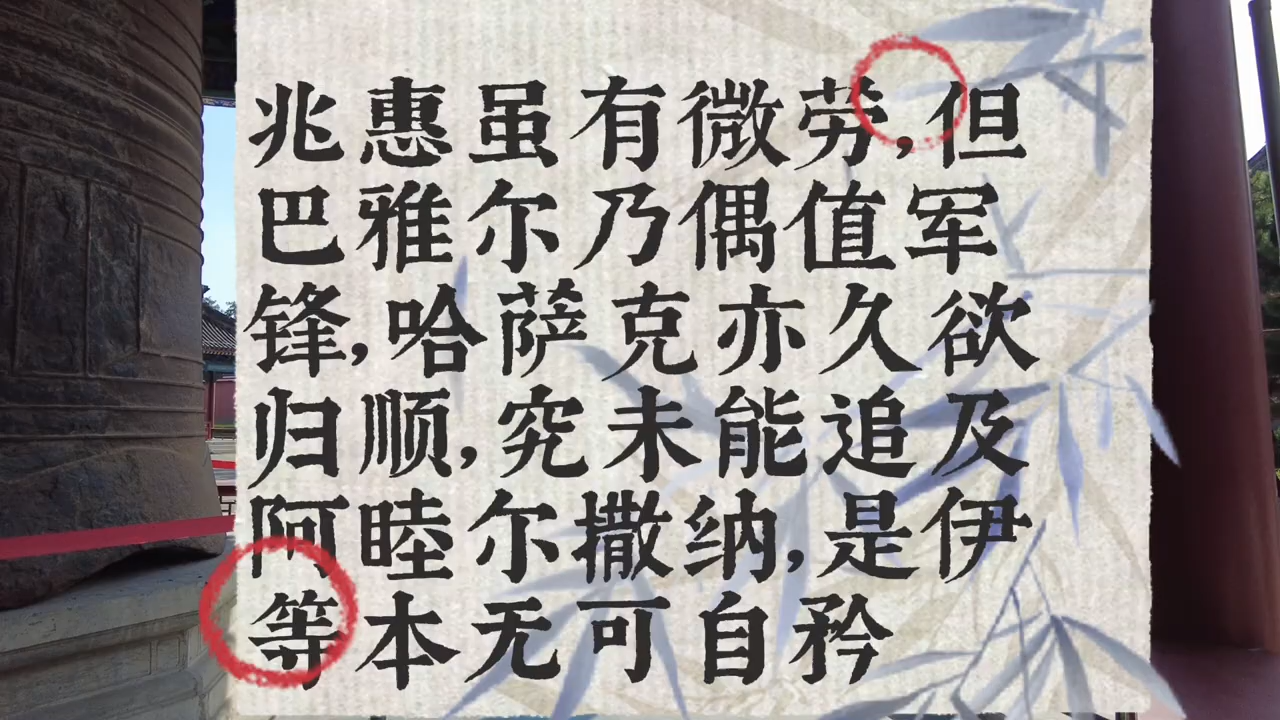 兆惠虽有微劳,但
巴雅尔乃偶值军
锋,哈萨克亦久欲
归顺,究未能追及
阿睦尔撒纳,是伊
等本无可自矜